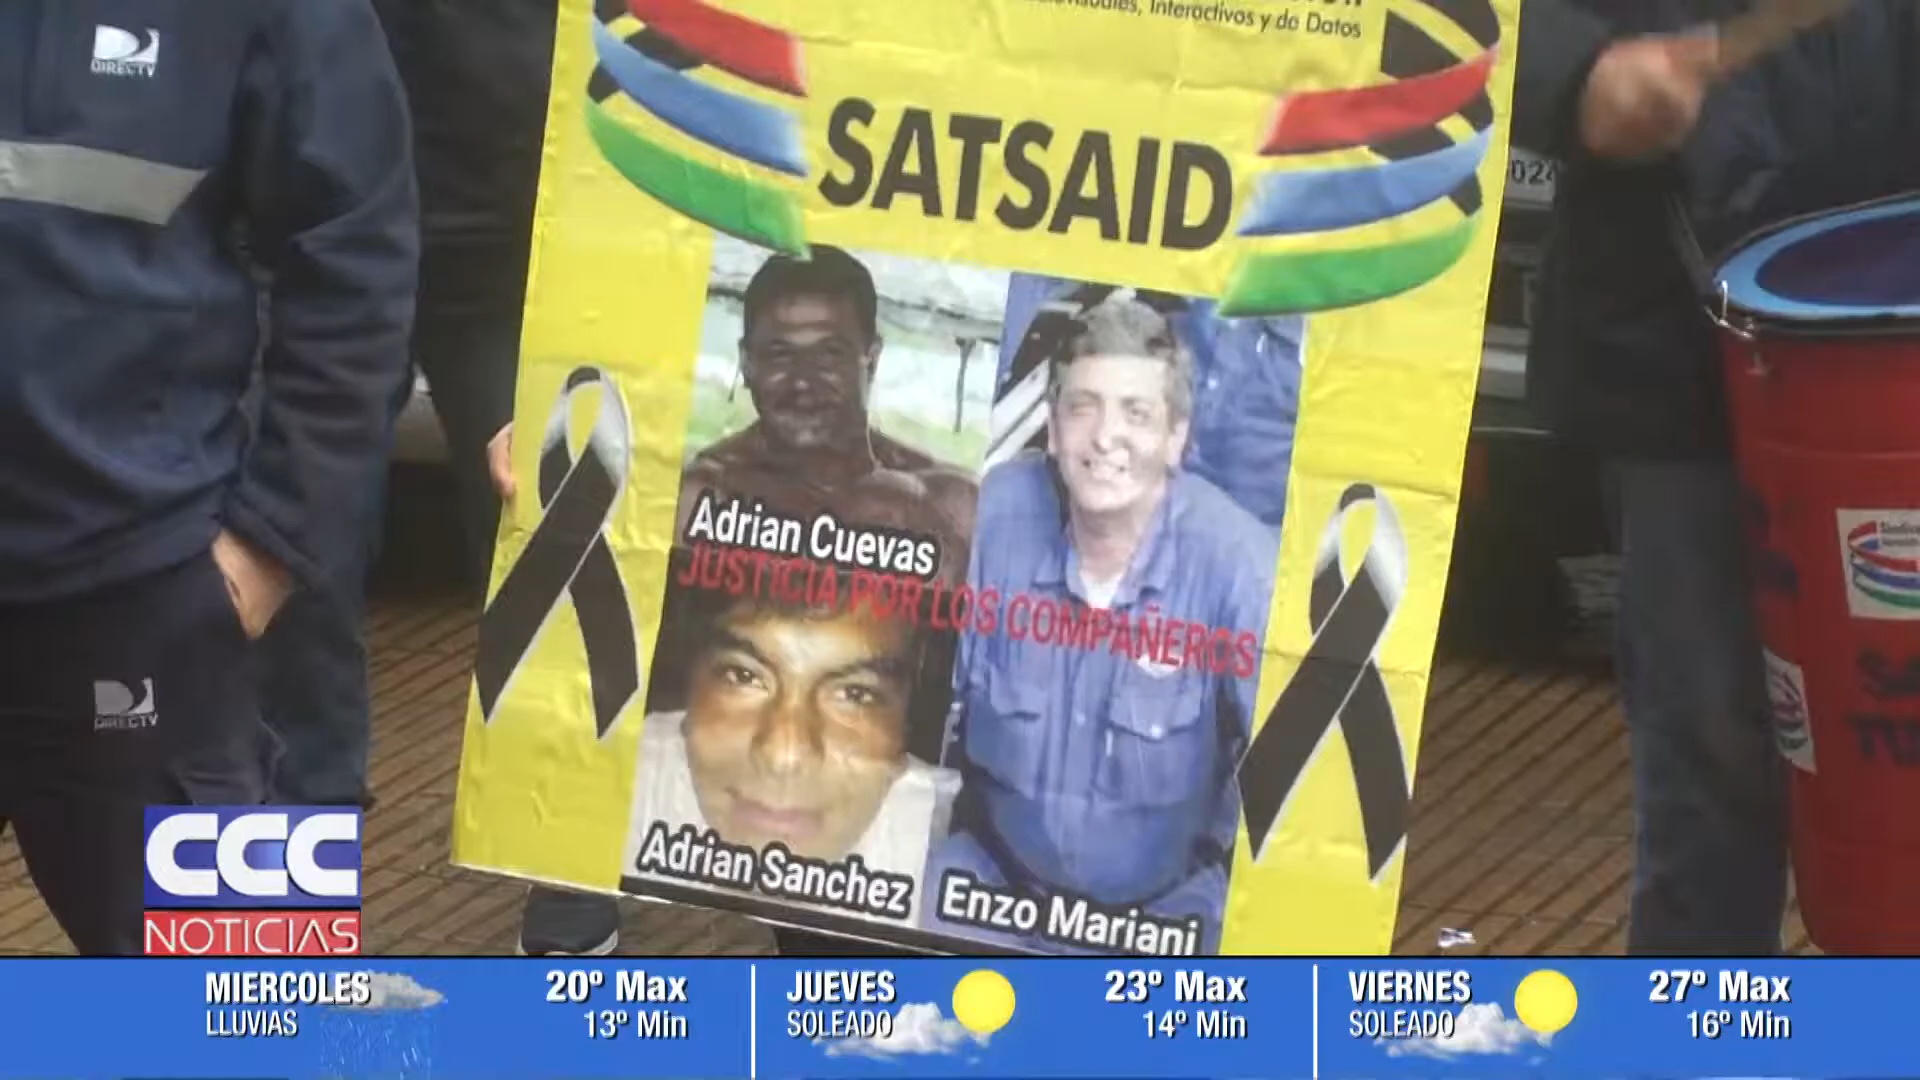 DIRECTV
Interactivos y de Datos
SATSAID
024
Adrian Cuevas
JUSTICIA POR LOS COMPAÑEROS
Adrian Sanchez
Enzo Mariani
DIRECTV
CCC
NOTICIAS
MIERCOLES
LLUVIAS
20º Max
13º Min
JUEVES
SOLEADO
23º Max
14º Min
VIERNES
SOLEADO
27º Max
16º Min